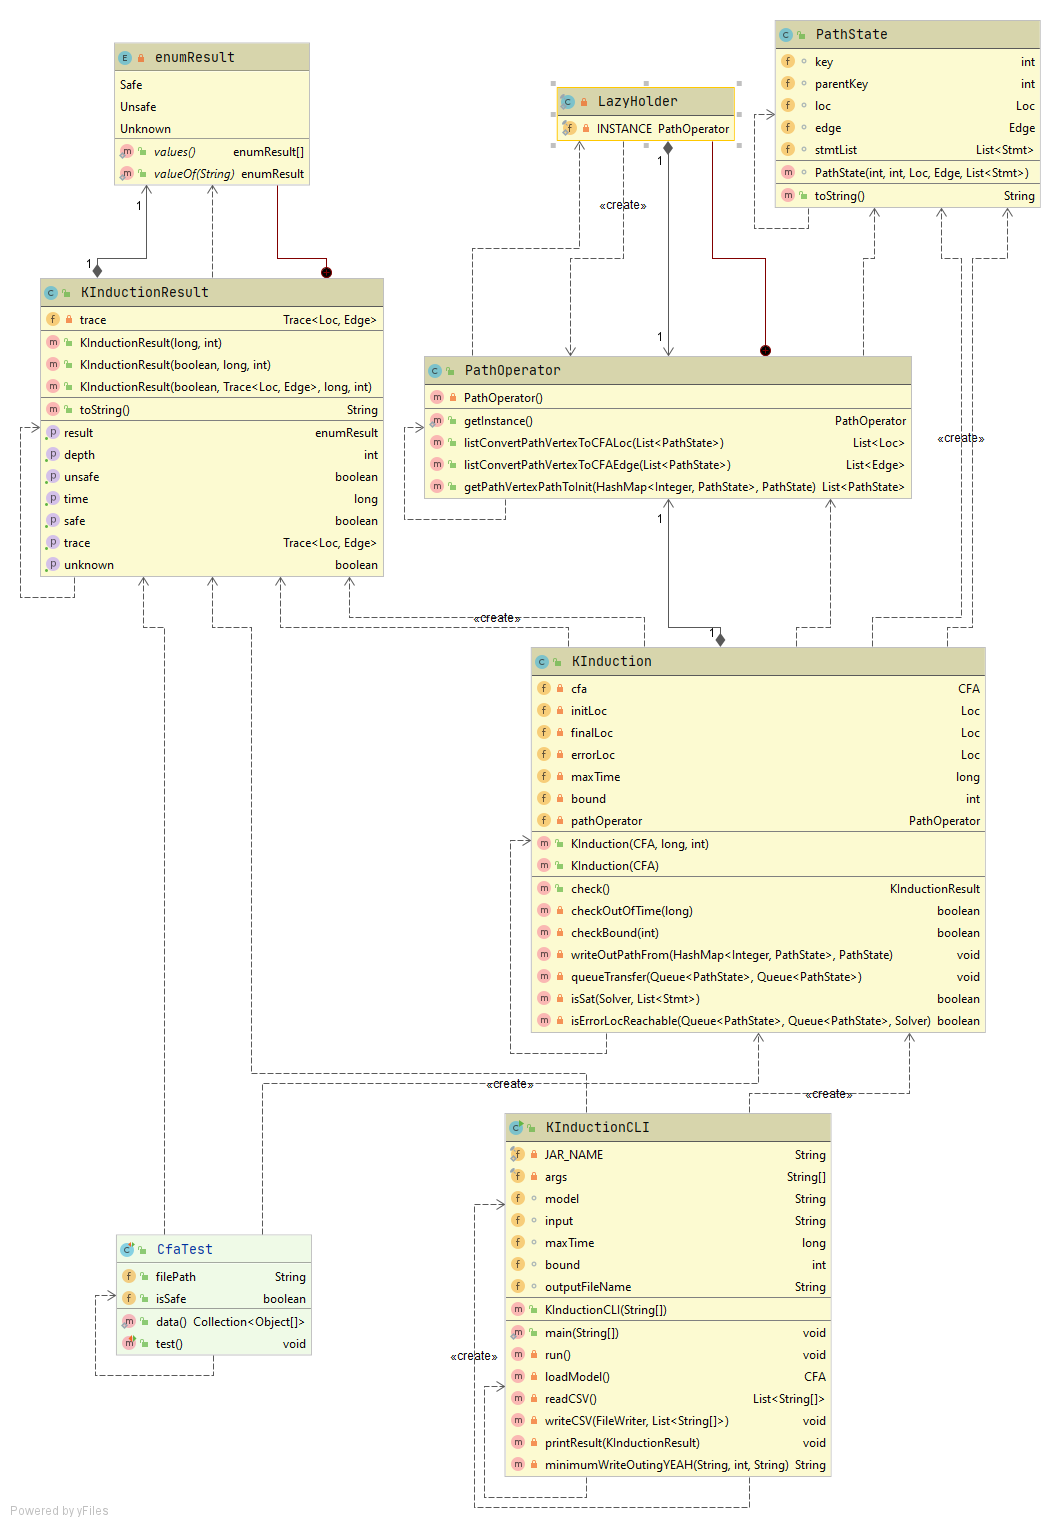 enumResult
Safe
Unsafe
Unknown
values() enumResult[]
valueOf(String) enumResult
1
1
LazyHolder
INSTANCE PathOperator
1
«create»
1
PathState
key int
parentKey int
loc Loc
edge Edge
stmtList List<Stmt>
PathState(int, int, Loc, Edge, List<Stmt>)
toString() String
KInductionResult
trace Trace<Loc, Edge>
KInductionResult(long, int)
KInductionResult(boolean, long, int)
KInductionResult(boolean, Trace<Loc, Edge>, long, int)
toString() String
result enumResult
depth int
unsafe boolean
time long
safe boolean
trace Trace<Loc, Edge>
unknown boolean
PathOperator
PathOperator()
getInstance() PathOperator
listConvertPathVertexToCFALoc(List<PathState>) List<Loc>
listConvertPathVertexToCFAEdge(List<PathState>) List<Edge>
getPathVertexPathToInit(HashMap<Integer, PathState>, PathState) List<PathState>
«create»
1
«create»
1
KInduction
cfa CFA
initLoc Loc
finalLoc Loc
errorLoc Loc
maxTime long
bound int
pathOperator PathOperator
KInduction(CFA, long, int)
KInduction(CFA)
check() KInductionResult
checkOutOfTime(long) boolean
checkBound(int) boolean
writeOutPathFrom(HashMap<Integer, PathState>, PathState) void
queueTransfer(Queue<PathState>, Queue<PathState>) void
isSat(Solver, List<Stmt>) boolean
isErrorLocReachable(Queue<PathState>, Queue<PathState>, Solver) boolean
«create»
«create»
KInductionCLI
JAR_NAME String
args String[]
model String
input String
maxTime long
bound int
outputFileName String
KInductionCLI(String[])
main(String[]) void
run() void
loadModel() CFA
readCSV() List<String[]>
writeCSV(FileWriter, List<String[]>) void
printResult(KInductionResult) void
minimumWriteOutingYEAH(String, int, String) String
«create»
CfaTest
filePath String
isSafe boolean
data() Collection<Object[]>
test() void
Powered by yFiles